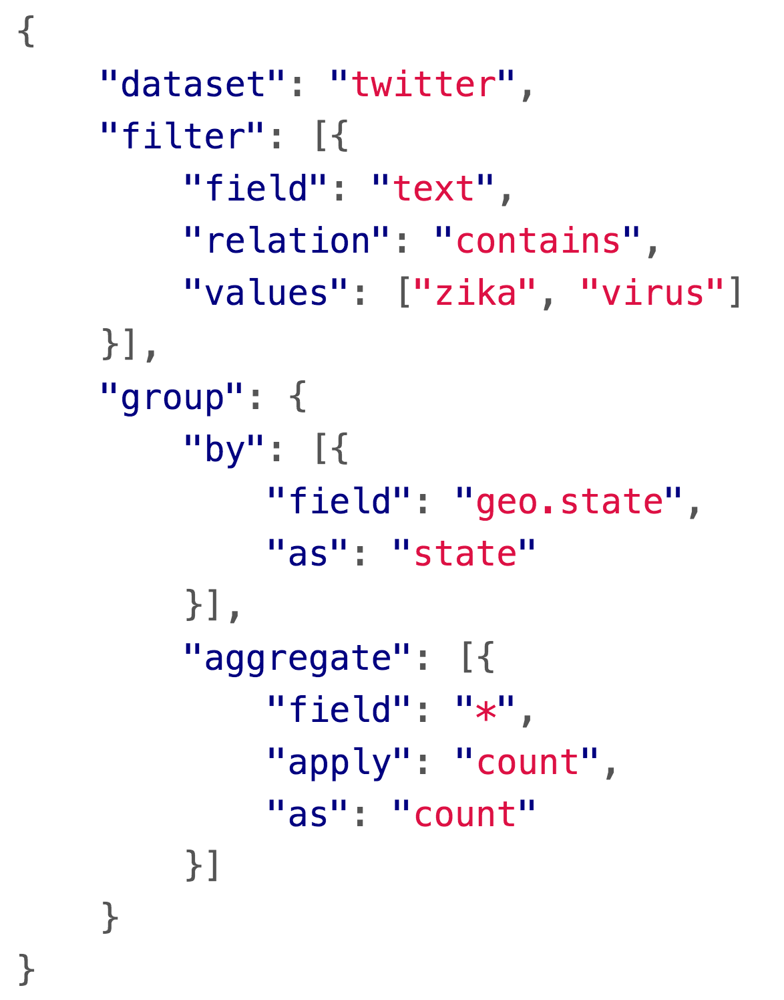 {
    "dataset": "twitter",
    "filter": [{
        "field": "text",
        "relation": "contains",
        "values": ["zika", "virus"]
    }],
    "group": {
        "by": [{
            "field": "geo.state",
            "as": "state"
        }],
        "aggregate": [{
            "field": "*",
            "apply": "count",
            "as": "count"
        }]
    }
}